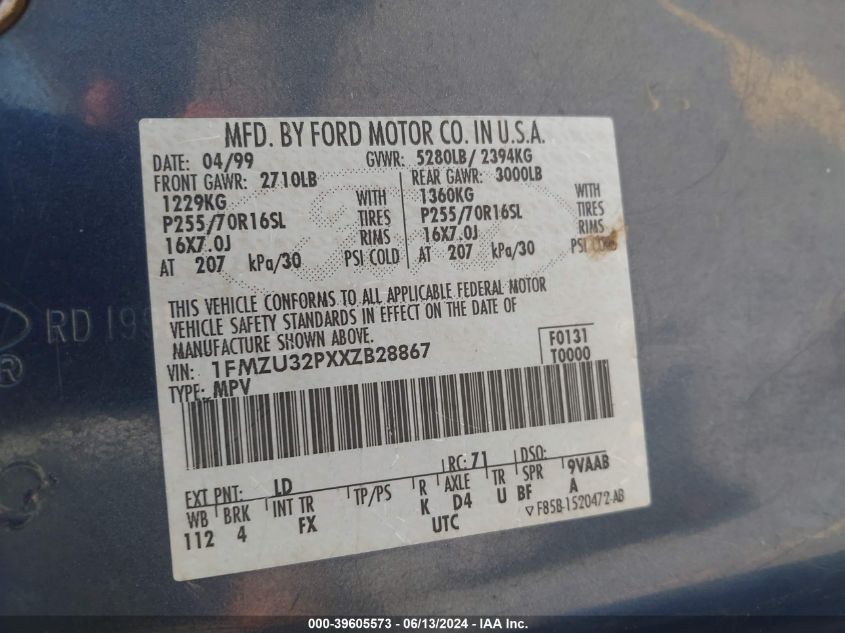 MFD. BY FORD MOTOR CO. IN U.S.A.
DATE: 04/99 GVWR: 5280LB/ 2394KG
FRONT GAWR: 2710LB REAR GAWR: 3000LB
1229KG WITH 1360KG WITH
P255/70R16SL TIRES P255/70R16SL TIRES
16X7.0J RIMS 16X7.0J RIMS
AT 207 kPa/30 PSI COLD AT 207 kPa/30 PSI COLD
THIS VEHICLE CONFORMS TO ALL APPLICABLE FEDERAL MOTOR
VEHICLE SAFETY STANDARDS IN EFFECT ON THE DATE OF
MANUFACTURE SHOWN ABOVE.
VIN: 1FMZU32PXXZB28867 F0131
TYPE: MPV T0000
EXT PNT: LD RC: 71 DSO: 9VAAB
WB BRK INT TR TP/PS R AXLE TR SPR
112 4 FX K D4 U BF A
UTC ▽F85B-1520472-AB
RD 199
R
000-39605573 - 06/13/2024 - IAA Inc.